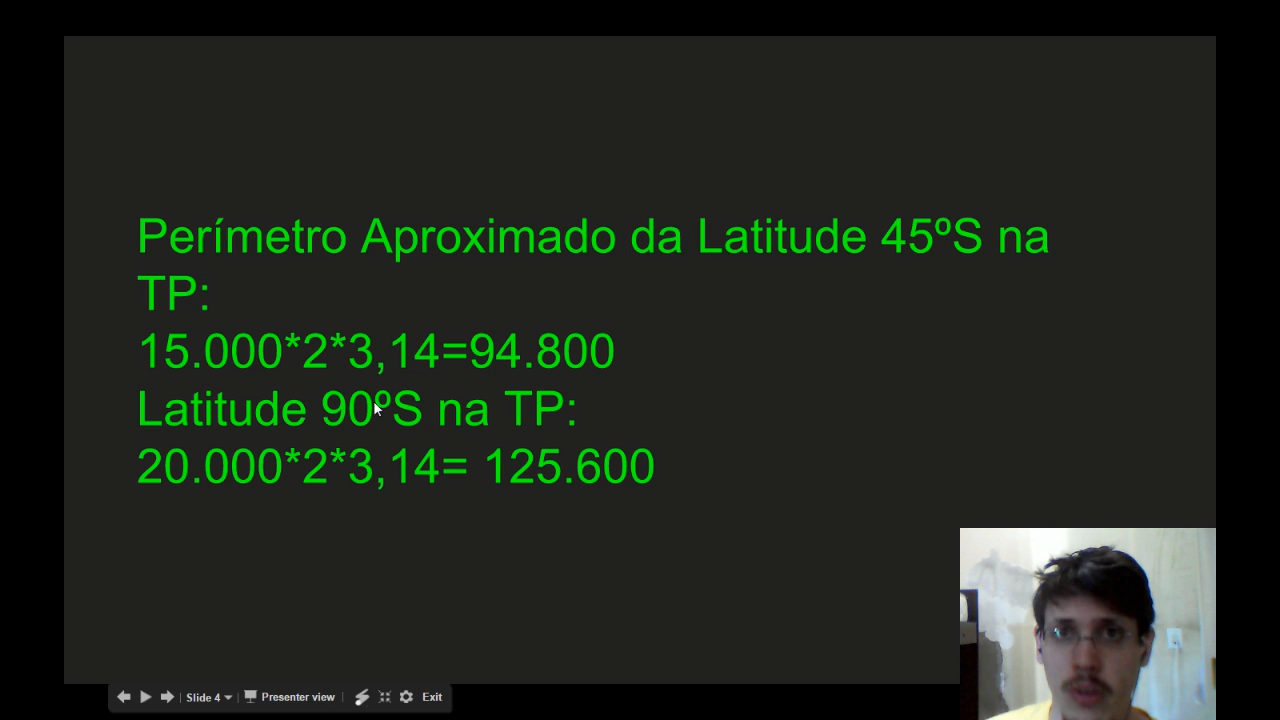 Perímetro Aproximado da Latitude 45ºS na
TP:
15.000*2*3,14=94.800
Latitude 90ºS na TP:
20.000*2*3,14= 125.600
Slide 4
Presenter view
Exit